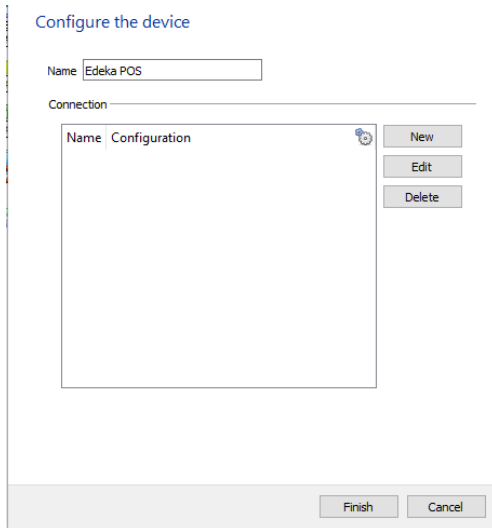 Configure the device
Name Edeka POS
Connection
Name Configuration
New
Edit
Delete
Finish Cancel